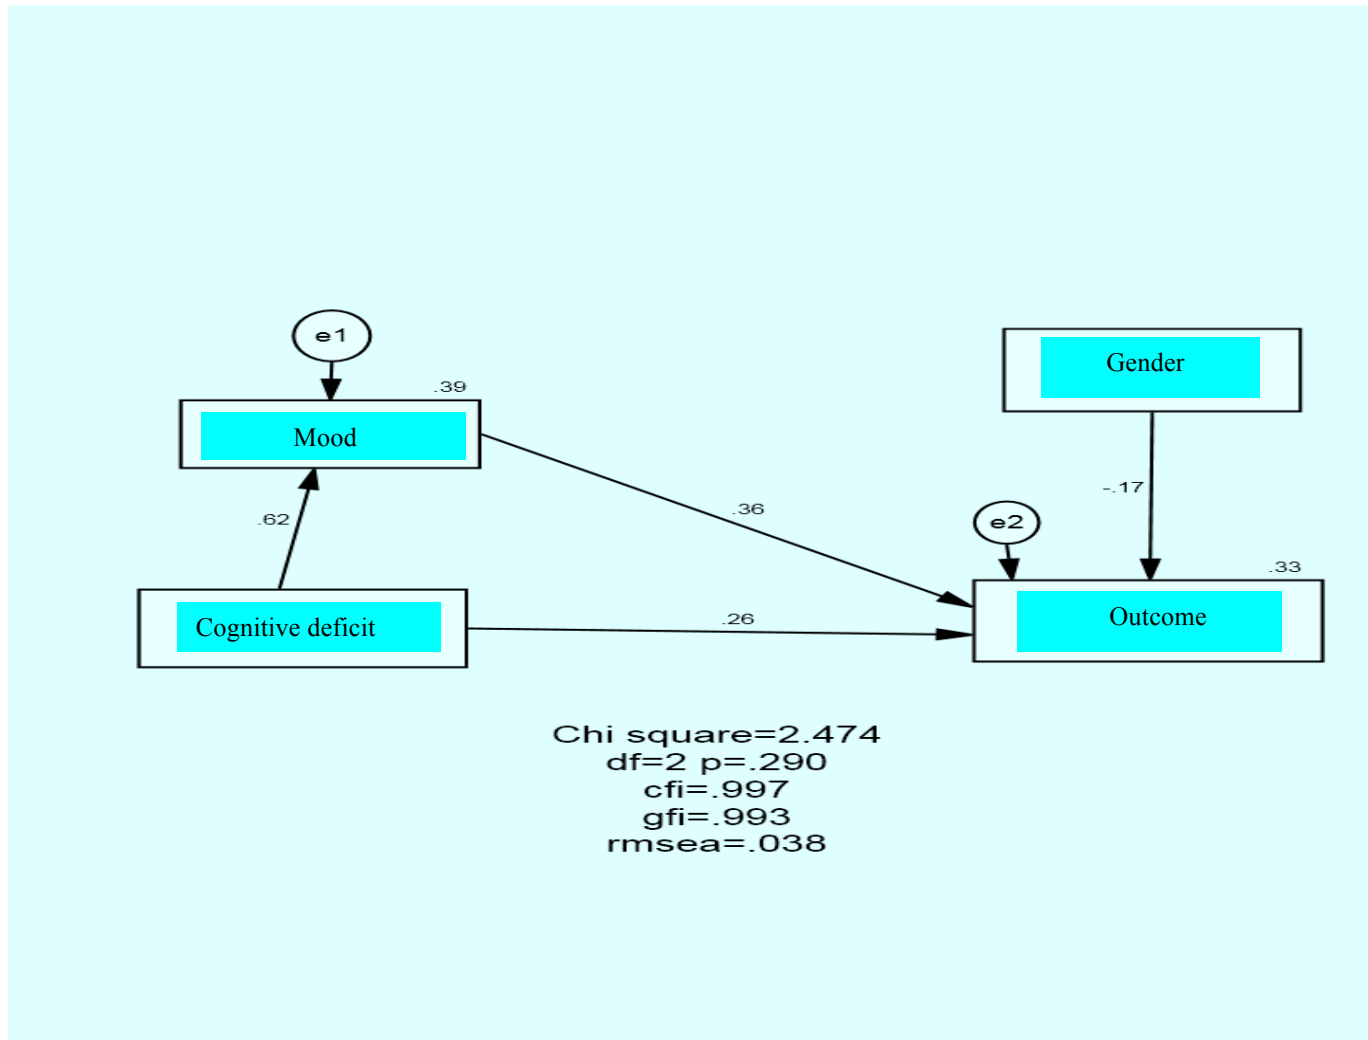 e1
.39
Mood
Gender
-.17
.62
.36
e2
.33
Cognitive deficit
.26
Outcome
Chi square=2.474
df=2 p=.290
cfi=.997
gfi=.993
rmsea=.038